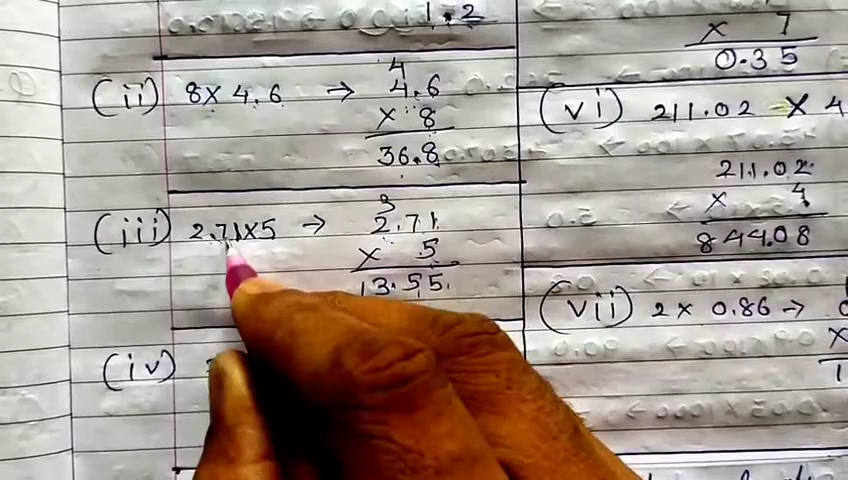 1.2
(ii) 8 x 4.6 →
4
4.6
x 8
36.8
(iii) 2.71 x 5 →
3
2.71
x 5
13.55
(iv)
x 7
0.35
(vi) 211.02 x 4
211.02
x 4
844.08
(vii) 2 x 0.86 →